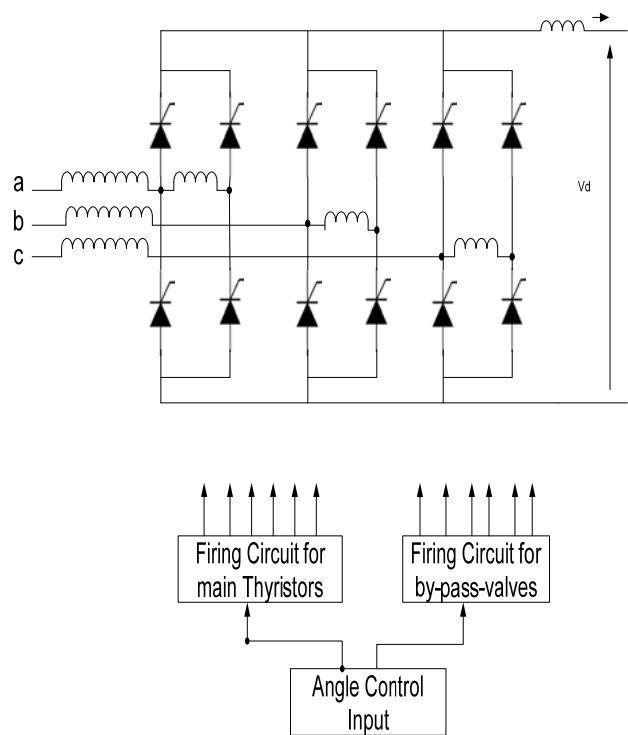 a
b
c
Vd
Firing Circuit for
main Thyristors
Firing Circuit for
by-pass-valves
Angle Control
Input